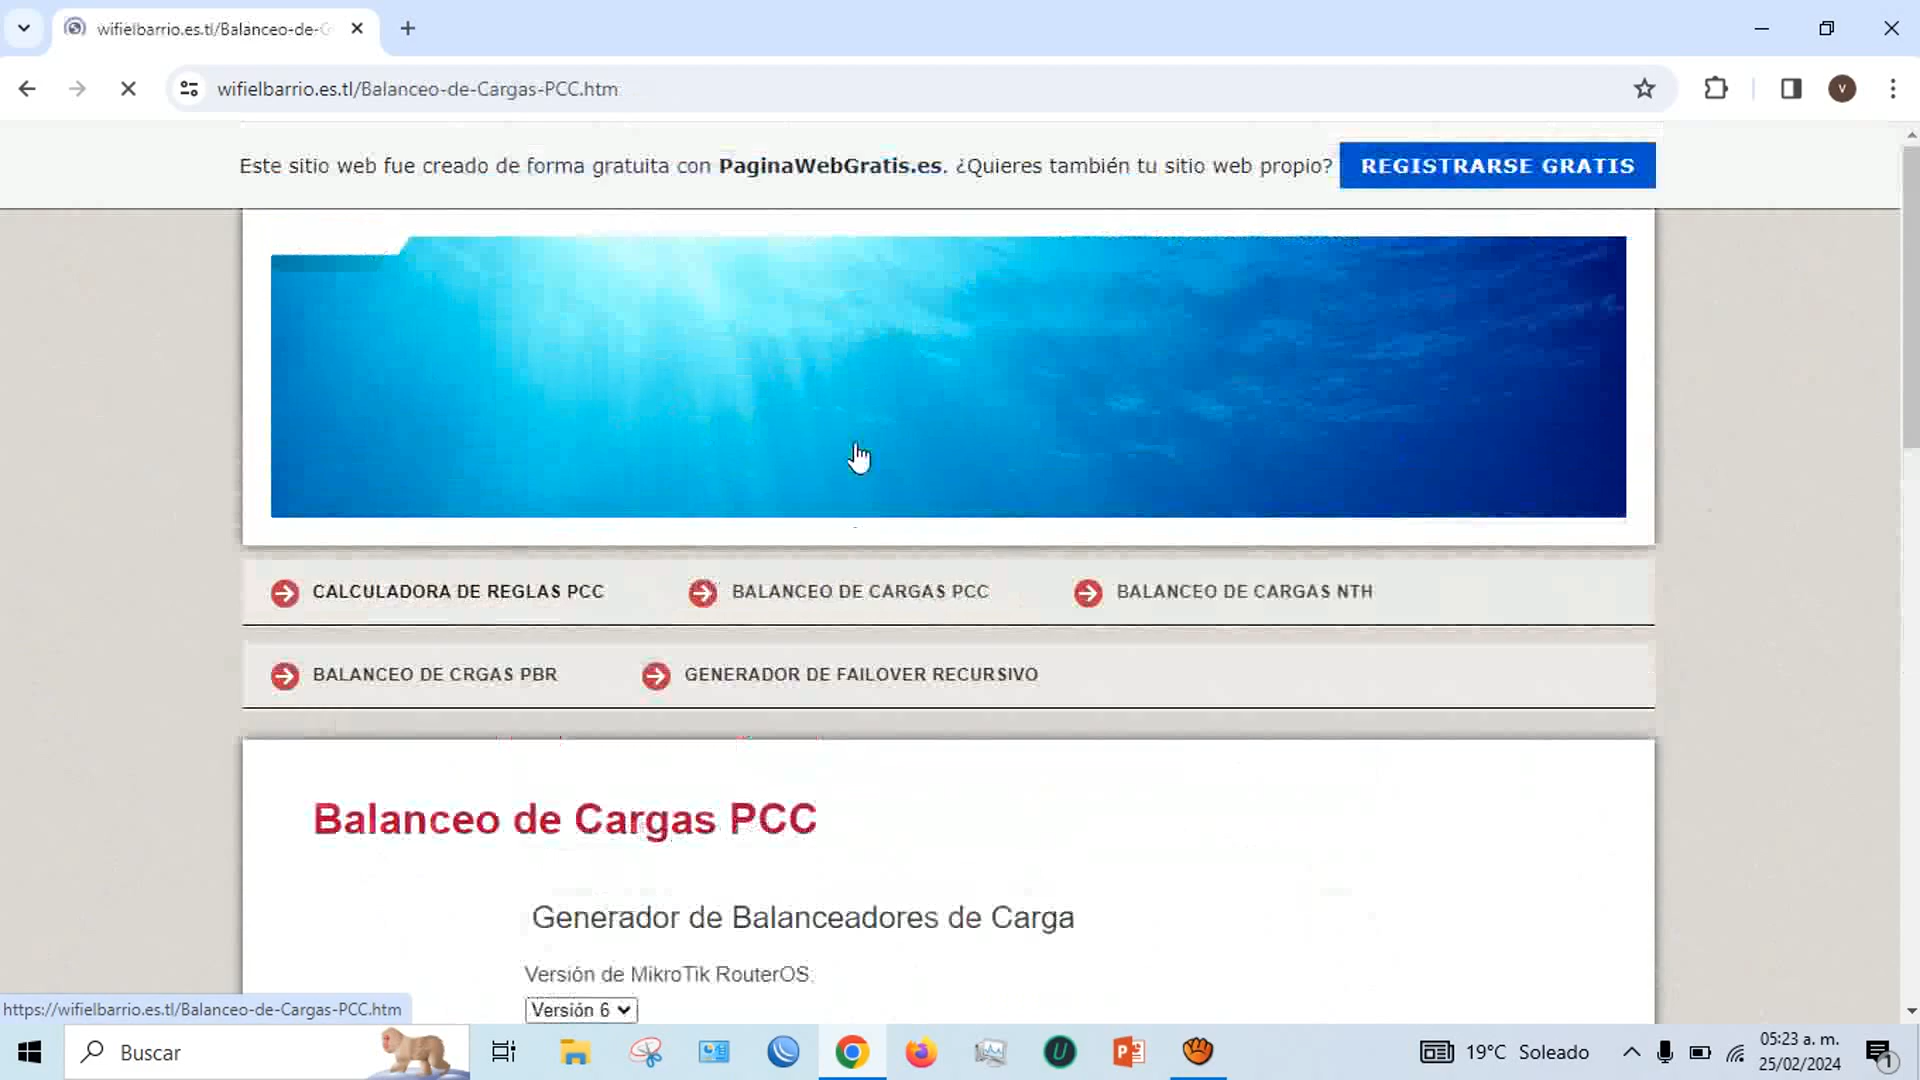 wifielbarrio.es.tl/Balanceo-de-C
wifielbarrio.es.tl/Balanceo-de-Cargas-PCC.htm
V
Este sitio web fue creado de forma gratuita con PaginaWebGratis.es. ¿Quieres también tu sitio web propio?
REGISTRARSE GRATIS
CALCULADORA DE REGLAS PCC
BALANCEO DE CARGAS PCC
BALANCEO DE CARGAS NTH
BALANCEO DE CRGAS PBR
GENERADOR DE FAILOVER RECURSIVO
Balanceo de Cargas PCC
Generador de Balanceadores de Carga
Versión de MikroTik RouterOS:
Versión 6
https://wifielbarrio.es.tl/Balanceo-de-Cargas-PCC.htm
Buscar
19°C Soleado
05:23 a. m.
25/02/2024
1